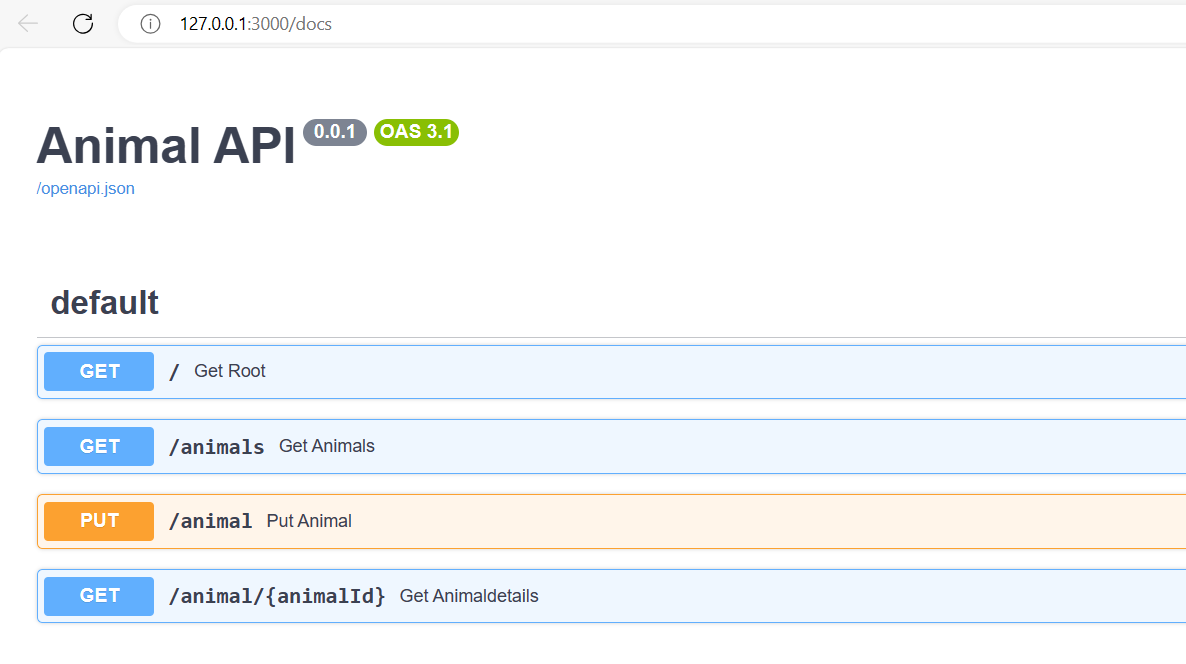 127.0.0.1:3000/docs
Animal API 0.0.1 OAS 3.1
/openapi.json
default
GET / Get Root
GET /animals Get Animals
PUT /animal Put Animal
GET /animal/{animalId} Get Animaldetails